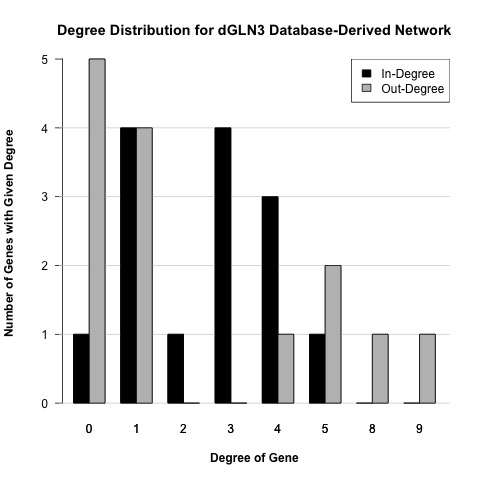 Degree Distribution for dGLN3 Database-Derived Network
In-Degree
Out-Degree
Number of Genes with Given Degree
5
4
3
2
1
0
0 1 2 3 4 5 8 9
Degree of Gene